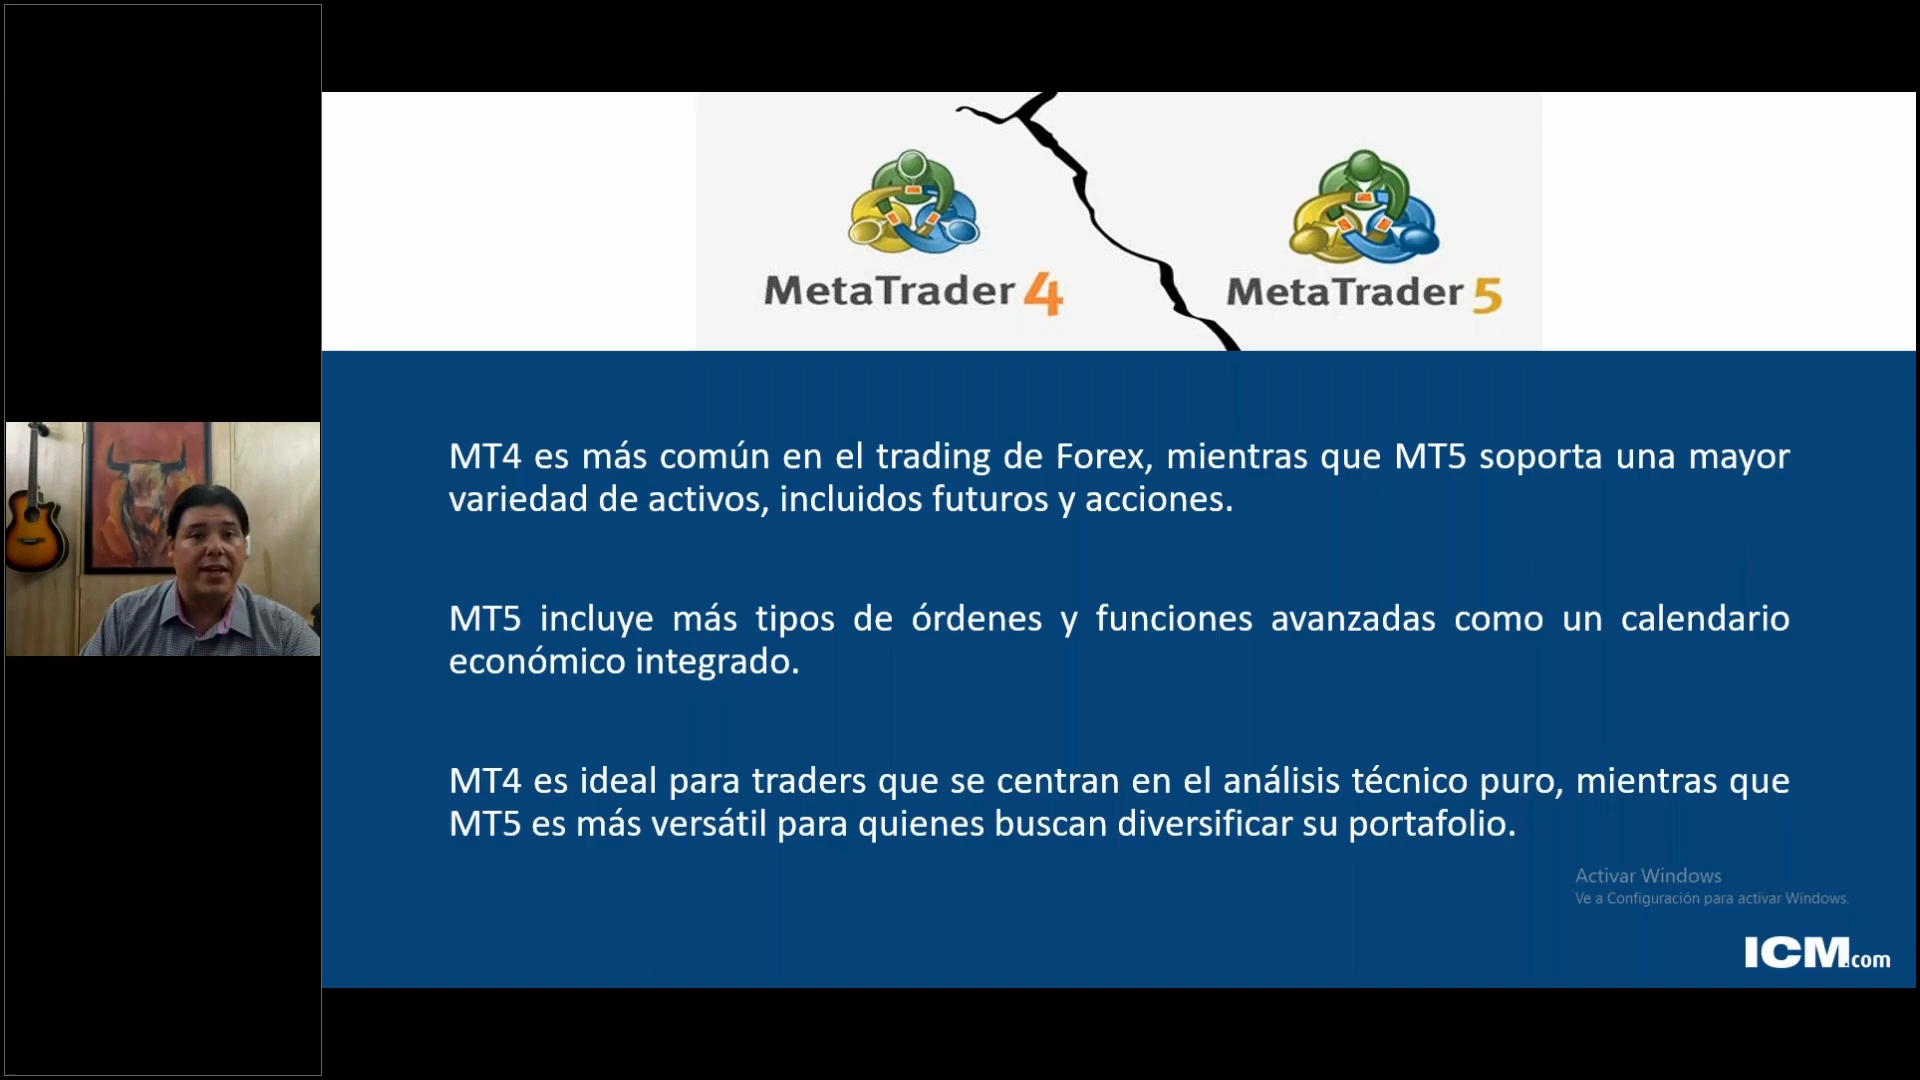 MetaTrader 4
MetaTrader 5
MT4 es más común en el trading de Forex, mientras que MT5 soporta una mayor
variedad de activos, incluidos futuros y acciones.
MT5 incluye más tipos de órdenes y funciones avanzadas como un calendario
económico integrado.
MT4 es ideal para traders que se centran en el análisis técnico puro, mientras que
MT5 es más versátil para quienes buscan diversificar su portafolio.
Activar Windows
Ve a Configuración para activar Windows.
ICM.com